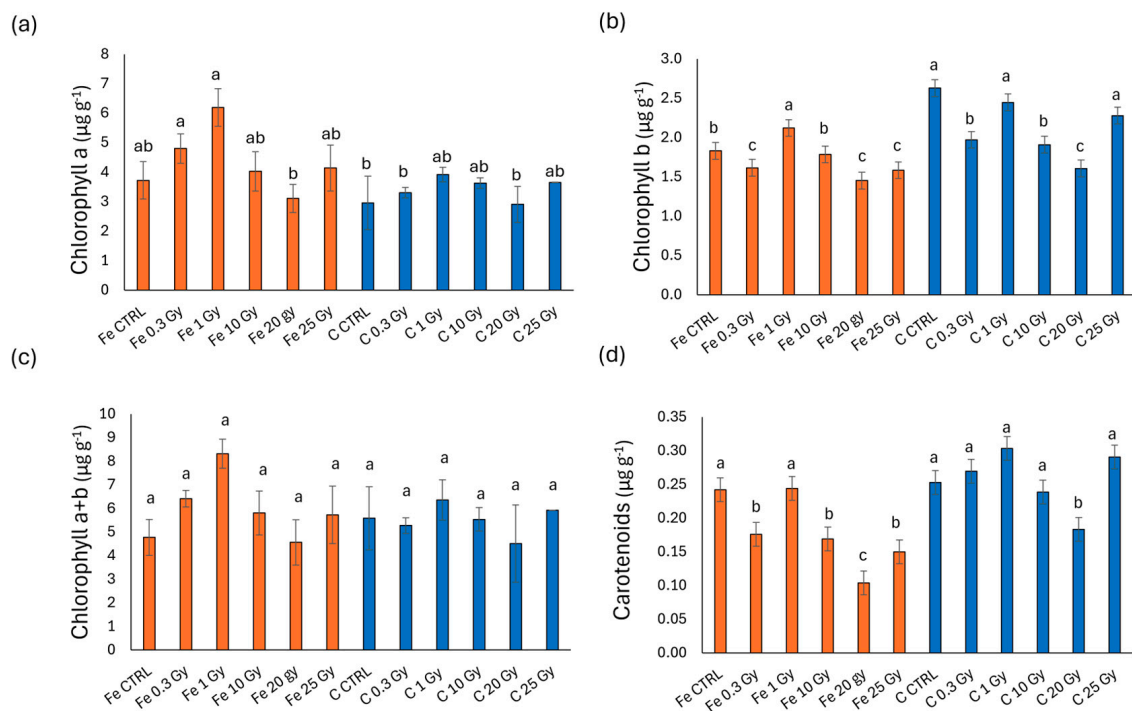 (a)
Chlorophyll a (µg g⁻¹)
8
7
6
5
4
3
2
1
0
ab
a
a
ab
b
ab
b
b
ab
ab
b
ab
Fe CTRL
Fe 0.3 Gy
Fe 1 Gy
Fe 10 Gy
Fe 20 gy
Fe 25 Gy
C CTRL
C 0.3 Gy
C 1 Gy
C 10 Gy
C 20 Gy
C 25 Gy
(b)
Chlorophyll b (µg g⁻¹)
3.0
2.5
2.0
1.5
1.0
0.5
0.0
b
c
a
b
c
c
a
b
a
b
c
a
Fe CTRL
Fe 0.3 Gy
Fe 1 Gy
Fe 10 Gy
Fe 20 gy
Fe 25 Gy
C CTRL
C 0.3 Gy
C 1 Gy
C 10 Gy
C 20 Gy
C 25 Gy
(c)
Chlorophyll a+b (µg g⁻¹)
10
9
8
7
6
5
4
3
2
1
0
a
a
a
a
a
a
a
a
a
a
a
a
Fe CTRL
Fe 0.3 Gy
Fe 1 Gy
Fe 10 Gy
Fe 20 gy
Fe 25 Gy
C CTRL
C 0.3 Gy
C 1 Gy
C 10 Gy
C 20 Gy
C 25 Gy
(d)
Carotenoids (µg g⁻¹)
0.35
0.30
0.25
0.20
0.15
0.10
0.05
0.00
a
b
a
b
c
b
a
a
a
a
b
a
Fe CTRL
Fe 0.3 Gy
Fe 1 Gy
Fe 10 Gy
Fe 20 gy
Fe 25 Gy
C CTRL
C 0.3 Gy
C 1 Gy
C 10 Gy
C 20 Gy
C 25 Gy